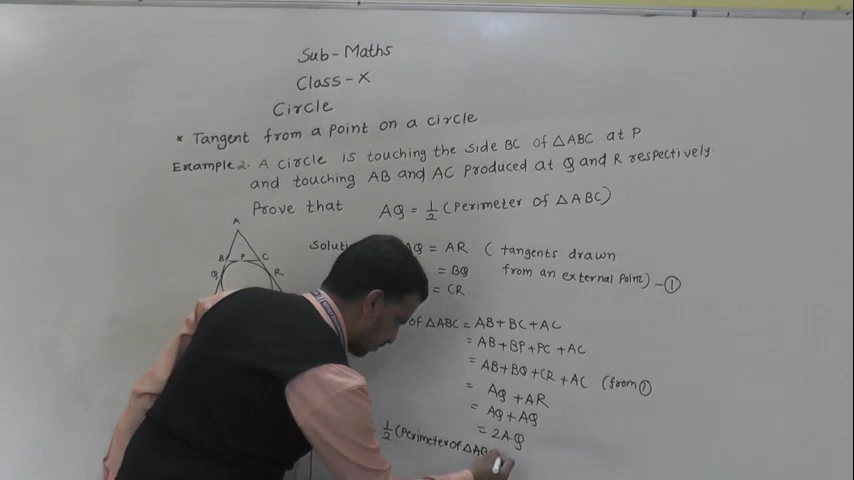 Sub-Maths
Class-X
Circle
* Tangent from a point on a circle
Example 2. A circle is touching the side BC of △ABC at P
and touching AB and AC produced at Q and R respectively.
Prove that AQ = 1/2 (Perimeter of △ABC)
A
B P C
Q R
AQ = AR (tangents drawn
= BQ from an external point) - ①
= CR
of △ABC = AB + BC + AC
= AB + BP + PC + AC
= AB + BQ + CR + AC (from ①
= AQ + AR
= AQ + AQ
= 2AQ
1/2 (Perimeter of △AB